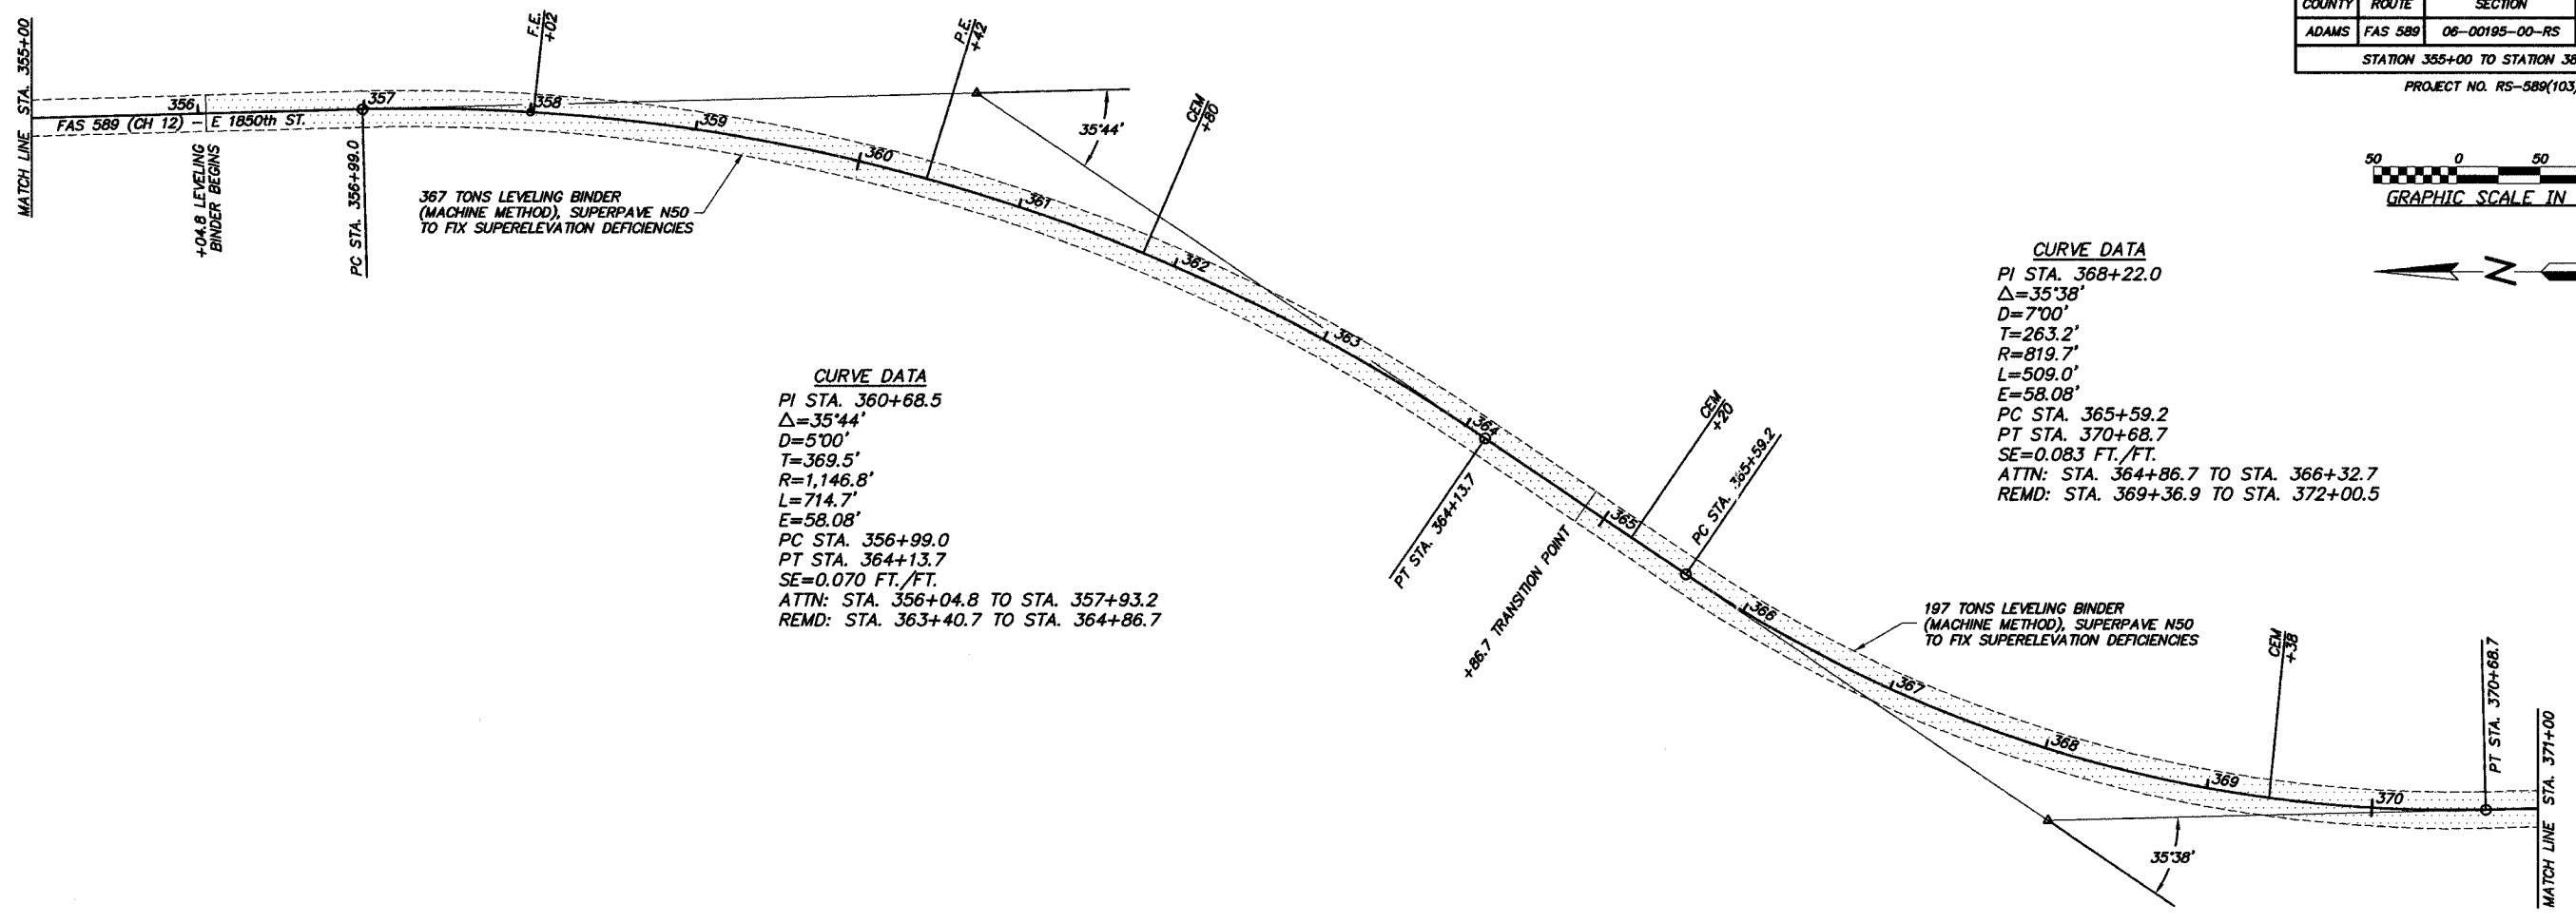 COUNTY ROUTE SECTION
ADAMS FAS 589 06-00195-00-RS
STATION 355+00 TO STATION 38
PROJECT NO. RS-589(103)
50 0 50
GRAPHIC SCALE IN
N
MATCH LINE STA. 355+00
FAS 589 (CH 12) - E 1850th ST.
+04.8 LEVELING
BINDER BEGINS
PC STA. 356+99.0
F.E.
+02
P.E.
+42
CEM
+80
35°44'
356
357
358
359
360
361
362
363
364
365
366
367
368
369
370
367 TONS LEVELING BINDER
(MACHINE METHOD), SUPERPAVE N50
TO FIX SUPERELEVATION DEFICIENCIES
CURVE DATA
PI STA. 360+68.5
△=35°44'
D=5°00'
T=369.5'
R=1,146.8'
L=714.7'
E=58.08'
PC STA. 356+99.0
PT STA. 364+13.7
SE=0.070 FT./FT.
ATTN: STA. 356+04.8 TO STA. 357+93.2
REMD: STA. 363+40.7 TO STA. 364+86.7
PT STA. 364+13.7
+86.7 TRANSITION POINT
CEM
+20
PC STA. 365+59.2
CURVE DATA
PI STA. 368+22.0
△=35°38'
D=7°00'
T=263.2'
R=819.7'
L=509.0'
E=58.08'
PC STA. 365+59.2
PT STA. 370+68.7
SE=0.083 FT./FT.
ATTN: STA. 364+86.7 TO STA. 366+32.7
REMD: STA. 369+36.9 TO STA. 372+00.5
197 TONS LEVELING BINDER
(MACHINE METHOD), SUPERPAVE N50
TO FIX SUPERELEVATION DEFICIENCIES
CEM
+38
PT STA. 370+68.7
35°38'
MATCH LINE STA. 371+00